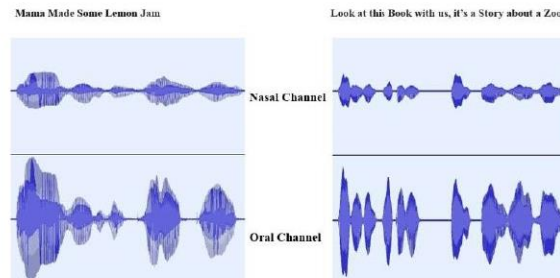 Mama Made Some Lemon Jam
Look at this Book with us, it's a Story about a Zoo
Nasal Channel
Oral Channel